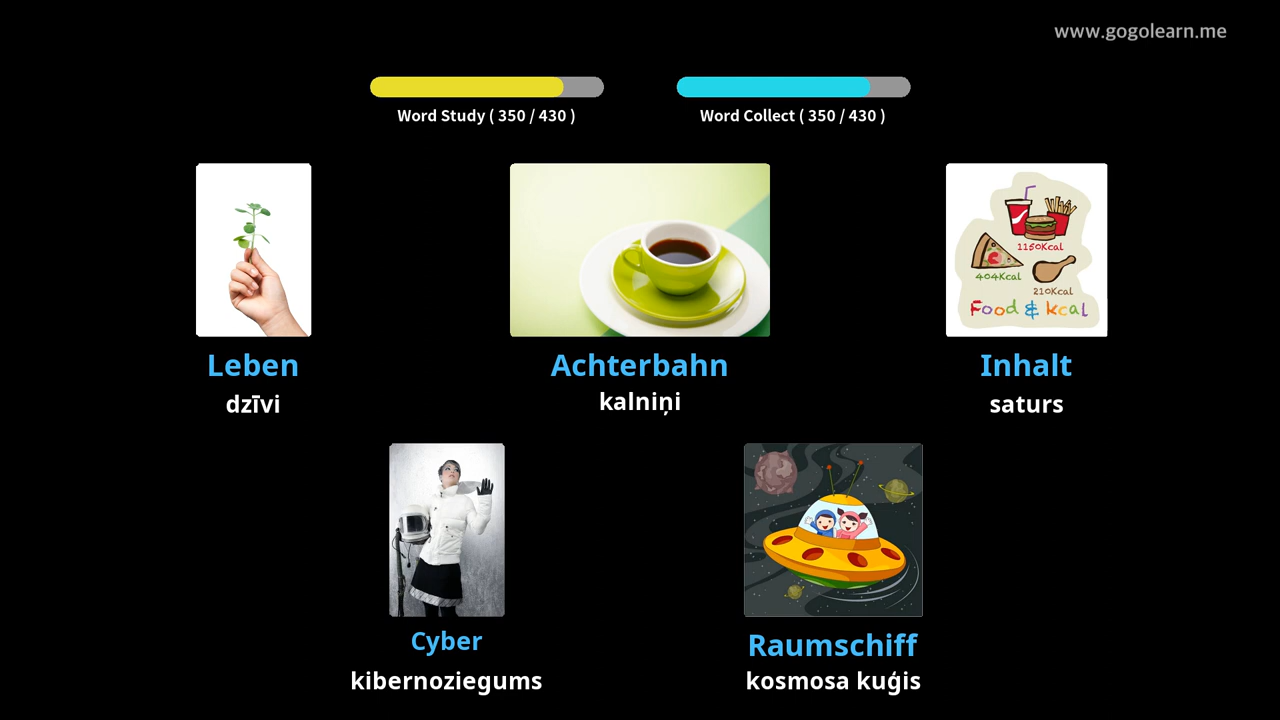 www.gogolearn.me
Word Study ( 350 / 430 )
Word Collect ( 350 / 430 )
1150Kcal
404Kcal
210Kcal
Food & kcal
Leben
Achterbahn
Inhalt
dzīvi
kalniņi
saturs
Cyber
Raumschiff
kibernoziegums
kosmosa kuģis